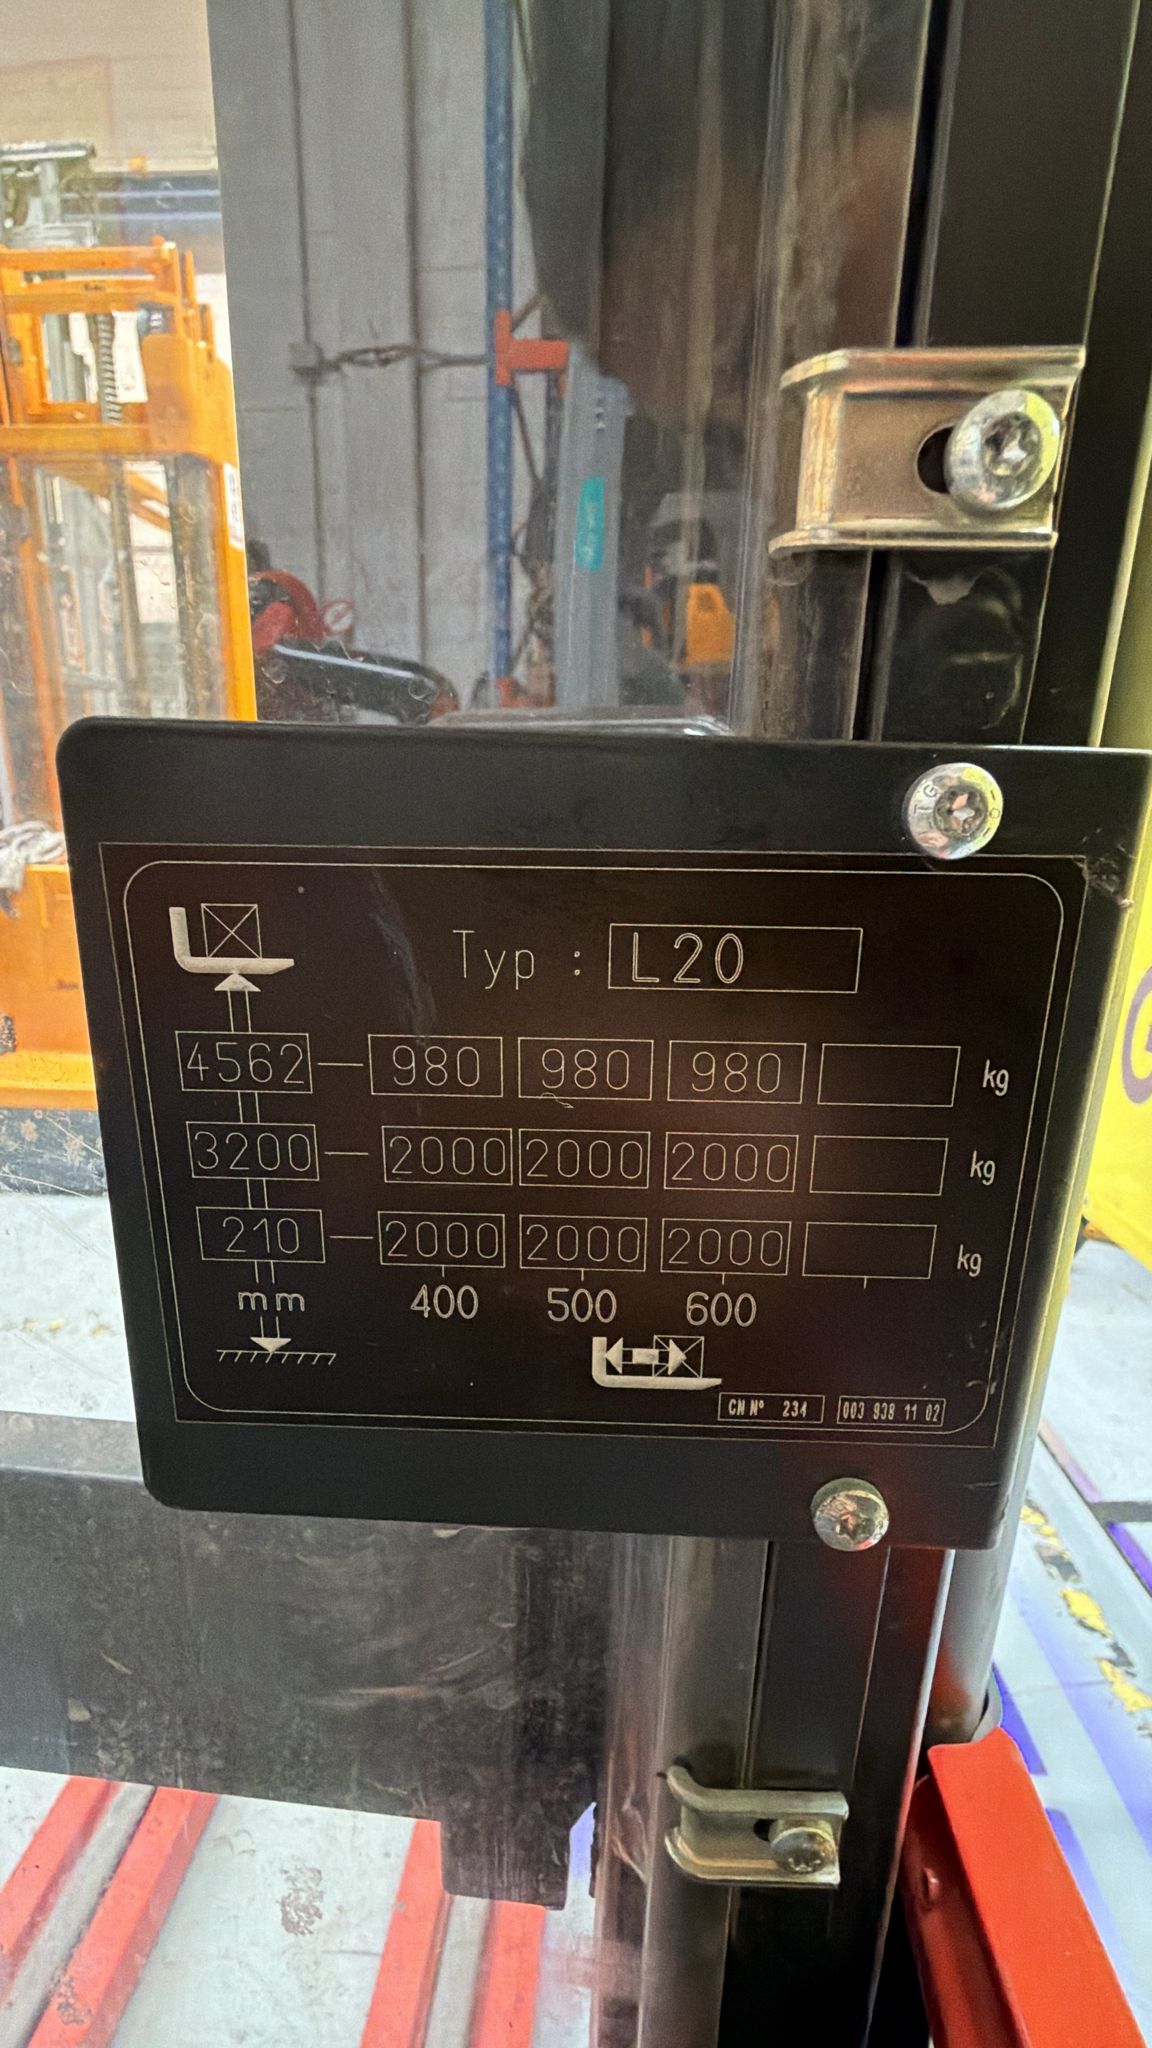 Typ : L20
4562 980 980 980 kg
3200 2000 2000 2000 kg
210 2000 2000 2000 kg
mm 400 500 600
CN Nº 234 003 938 11 02